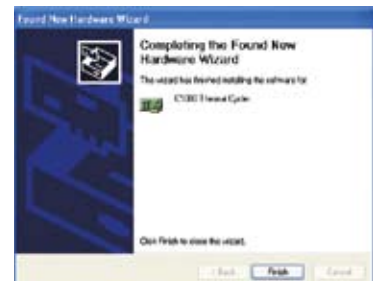 Found New Hardware Wizard
Completing the Found New
Hardware Wizard
The wizard has finished installing the software for
C1000 Thermal Cycler
Click Finish to close the wizard.
< Back
Finish
Cancel